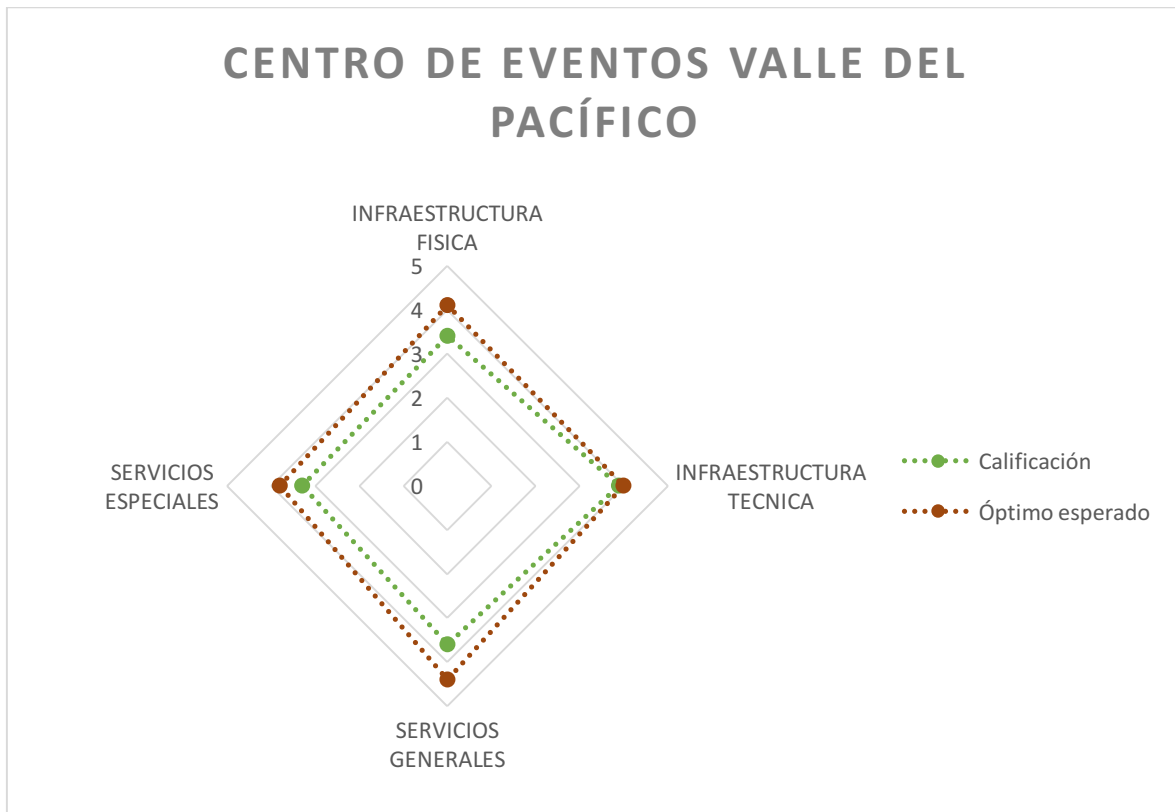 CENTRO DE EVENTOS VALLE DEL
PACÍFICO
INFRAESTRUCTURA
FISICA
5
4
3
2
1
0
INFRAESTRUCTURA
TECNICA
SERVICIOS
GENERALES
SERVICIOS
ESPECIALES
Calificación
Óptimo esperado